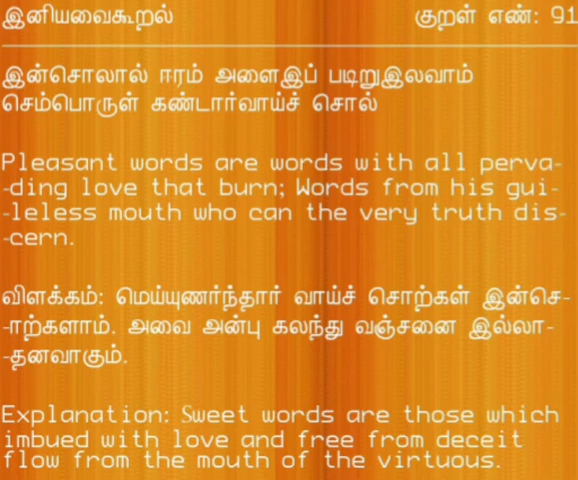 இனியவைகூறல் குறள் எண்: 91
இன்சொலால் ஈரம் அளைஇப் படிறுஇலவாம்
செம்பொருள் கண்டார்வாய்ச் சொல்
Pleasant words are words with all perva-
-ding love that burn; Words from his gui-
-leless mouth who can the very truth dis-
-cern.
விளக்கம்: மெய்யுணர்ந்தார் வாய்ச் சொற்கள் இன்செ-
-ாற்களாம். அவை அன்பு கலந்து வஞ்சனை இல்லா-
-தனவாகும்.
Explanation: Sweet words are those which
imbued with love and free from deceit
flow from the mouth of the virtuous.